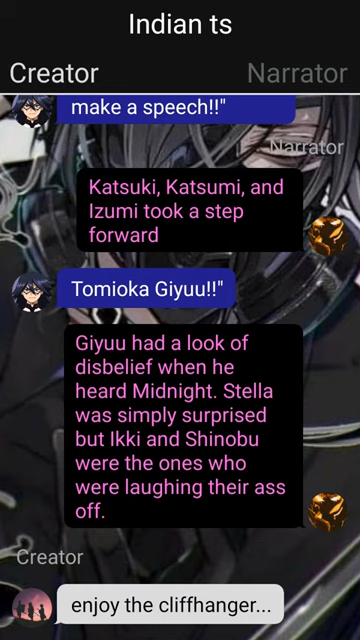 Indian ts
Creator
Narrator
make a speech!!"
Narrator
Katsuki, Katsumi, and
Izumi took a step
forward
Tomioka Giyuu!!"
Giyuu had a look of
disbelief when he
heard Midnight. Stella
was simply surprised
but Ikki and Shinobu
were the ones who
were laughing their ass
off.
Creator
enjoy the cliffhanger...